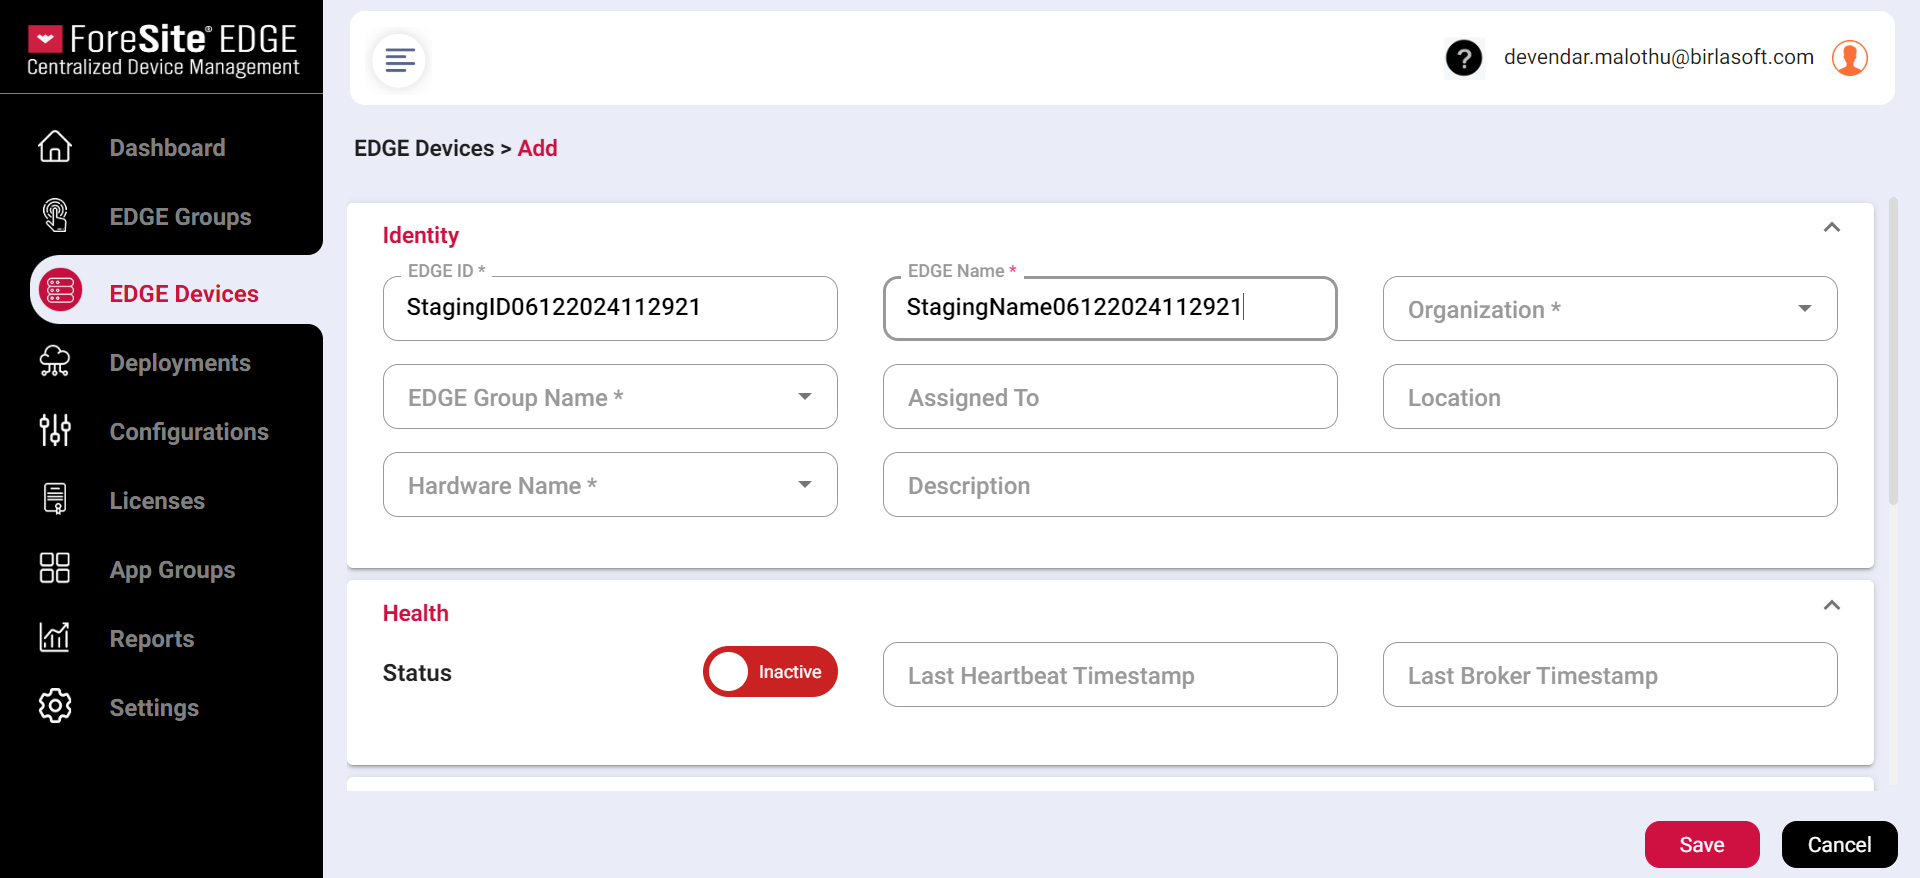 ForeSite® EDGE
Centralized Device Management
Dashboard
EDGE Groups
EDGE Devices
Deployments
Configurations
Licenses
App Groups
Reports
Settings
?
devendar.malothu@birlasoft.com
EDGE Devices > Add
Identity
EDGE ID *
StagingID06122024112921
EDGE Name *
StagingName06122024112921
Organization *
EDGE Group Name *
Assigned To
Location
Hardware Name *
Description
Health
Status
Inactive
Last Heartbeat Timestamp
Last Broker Timestamp
Save
Cancel